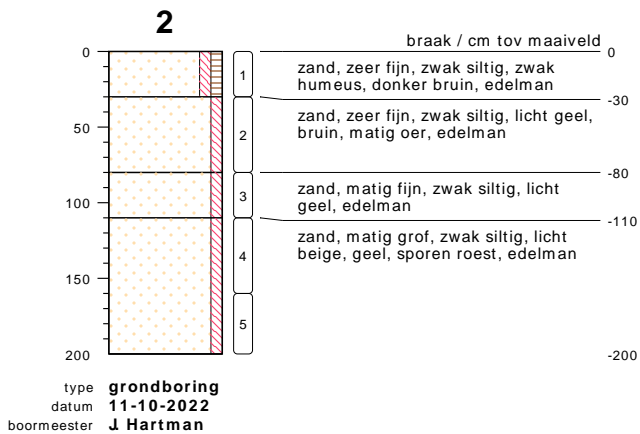 2
braak / cm tov maaiveld
0
0
1
zand, zeer fijn, zwak siltig, zwak
humeus, donker bruin, edelman
-30
50
2
zand, zeer fijn, zwak siltig, licht geel,
bruin, matig oer, edelman
-80
100
3
zand, matig fijn, zwak siltig, licht
geel, edelman
-110
150
4
zand, matig grof, zwak siltig, licht
beige, geel, sporen roest, edelman
5
200
-200
type grondboring
datum 11-10-2022
boormeester J. Hartman